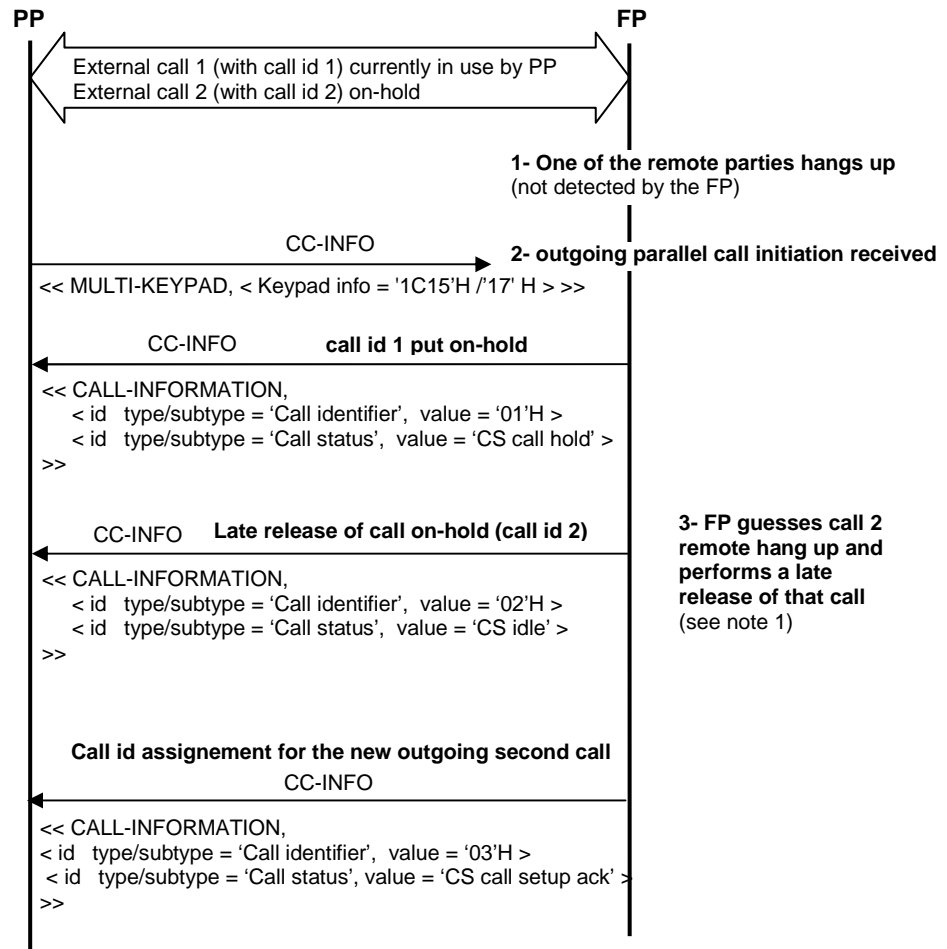 PP
FP
External call 1 (with call id 1) currently in use by PP
External call 2 (with call id 2) on-hold
1- One of the remote parties hangs up
(not detected by the FP)
CC-INFO
2- outgoing parallel call initiation received
<< MULTI-KEYPAD, < Keypad info = '1C15'H /'17' H > >>
CC-INFO
call id 1 put on-hold
<< CALL-INFORMATION,
< id type/subtype = ‘Call identifier’, value = ‘01’H >
< id type/subtype = ‘Call status’, value = ‘CS call hold’ >
>>
CC-INFO
Late release of call on-hold (call id 2)
3- FP guesses call 2
remote hang up and
performs a late
release of that call
(see note 1)
<< CALL-INFORMATION,
< id type/subtype = ‘Call identifier’, value = ‘02’H >
< id type/subtype = ‘Call status’, value = ‘CS idle’ >
>>
Call id assignement for the new outgoing second call
CC-INFO
<< CALL-INFORMATION,
< id type/subtype = ‘Call identifier’, value = ‘03’H >
< id type/subtype = ‘Call status’, value = ‘CS call setup ack’ >
>>